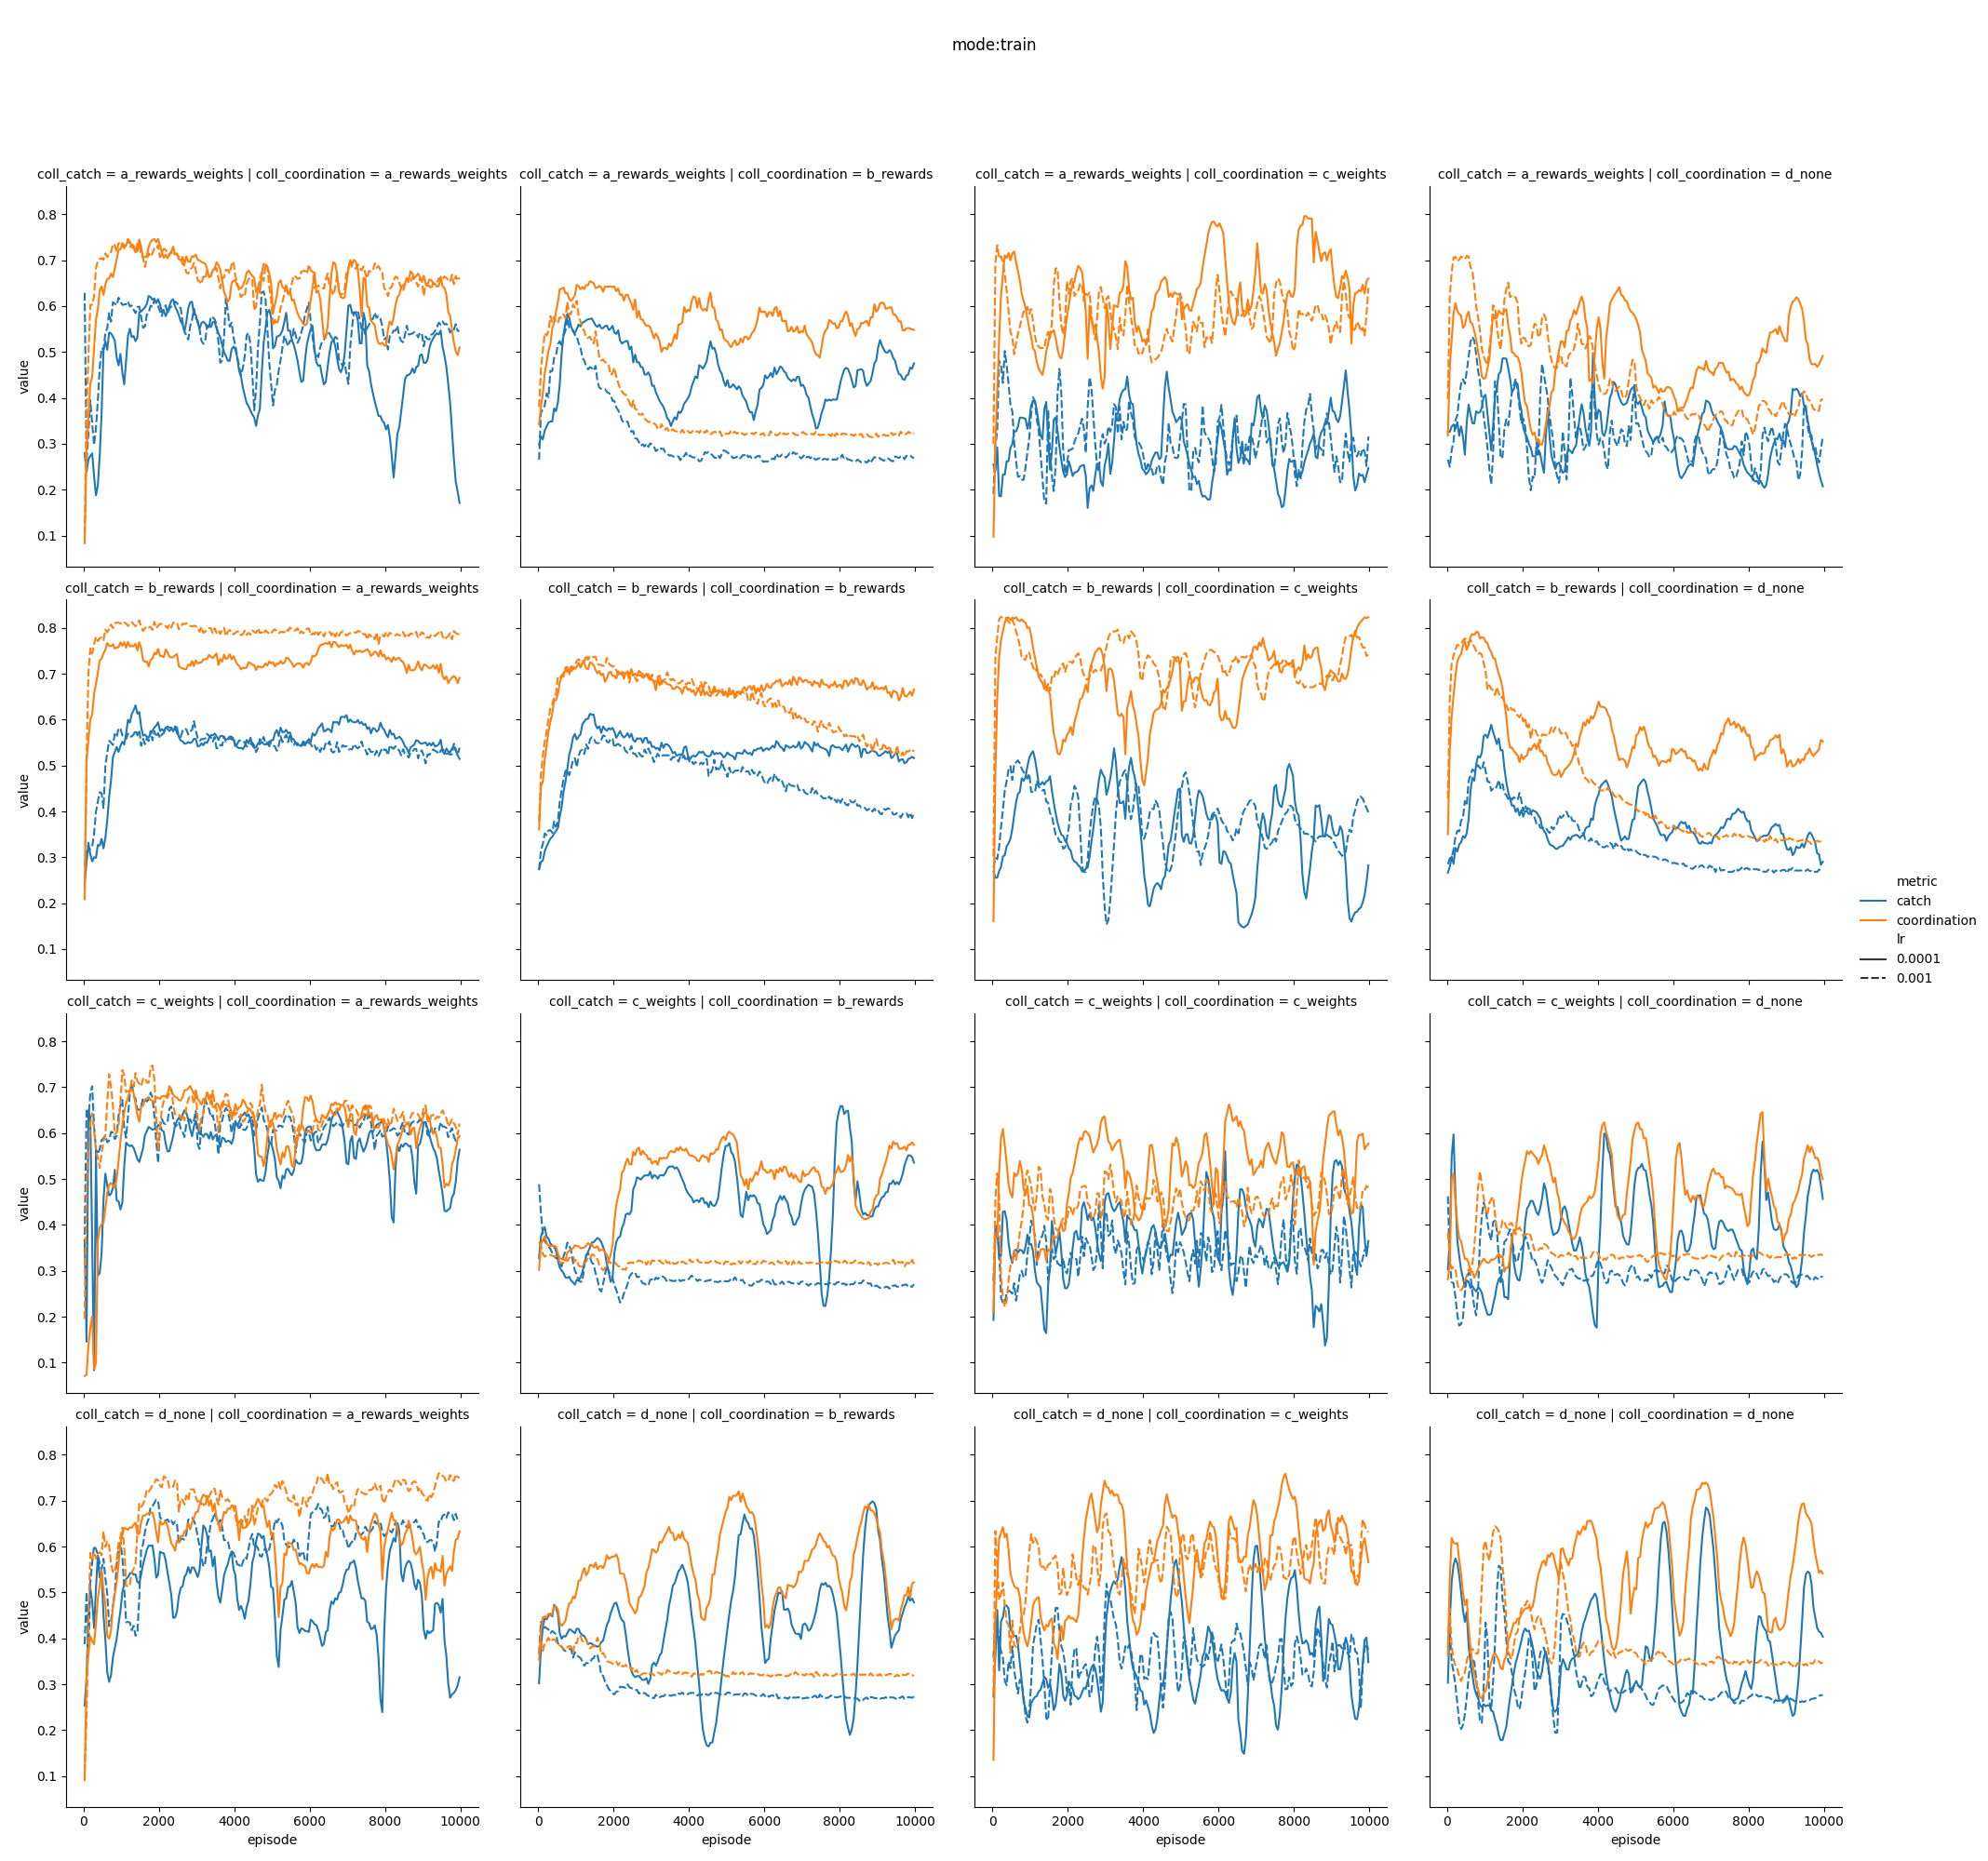 mode:train
coll_catch = a_rewards_weights | coll_coordination = a_rewards_weights
coll_catch = a_rewards_weights | coll_coordination = b_rewards
coll_catch = a_rewards_weights | coll_coordination = c_weights
coll_catch = a_rewards_weights | coll_coordination = d_none
0.8
0.7
0.6
0.5
0.4
0.3
0.2
0.1
value
coll_catch = b_rewards | coll_coordination = a_rewards_weights
coll_catch = b_rewards | coll_coordination = b_rewards
coll_catch = b_rewards | coll_coordination = c_weights
coll_catch = b_rewards | coll_coordination = d_none
0.8
0.7
0.6
0.5
0.4
0.3
0.2
0.1
value
metric
catch
coordination
lr
0.0001
0.001
coll_catch = c_weights | coll_coordination = a_rewards_weights
coll_catch = c_weights | coll_coordination = b_rewards
coll_catch = c_weights | coll_coordination = c_weights
coll_catch = c_weights | coll_coordination = d_none
0.8
0.7
0.6
0.5
0.4
0.3
0.2
0.1
value
coll_catch = d_none | coll_coordination = a_rewards_weights
coll_catch = d_none | coll_coordination = b_rewards
coll_catch = d_none | coll_coordination = c_weights
coll_catch = d_none | coll_coordination = d_none
0.8
0.7
0.6
0.5
0.4
0.3
0.2
0.1
value
0 2000 4000 6000 8000 10000
0 2000 4000 6000 8000 10000
0 2000 4000 6000 8000 10000
0 2000 4000 6000 8000 10000
episode
episode
episode
episode